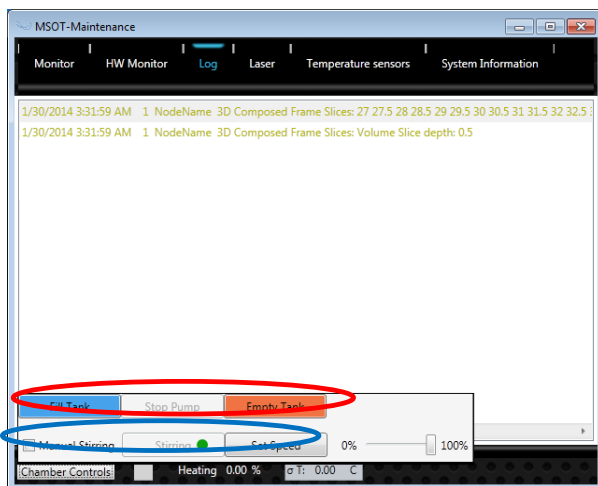 MSOT-Maintenance
Monitor HW Monitor Log Laser Temperature sensors System Information
1/30/2014 3:31:59 AM 1 NodeName 3D Composed Frame Slices: 27 27.5 28 28.5 29 29.5 30 30.5 31 31.5 32 32.5
1/30/2014 3:31:59 AM 1 NodeName 3D Composed Frame Slices: Volume Slice depth: 0.5
Fill Tank Stop Pump Empty Tank
Manual Stirring Stirring Set Speed 0% 100%
Chamber Controls Heating 0.00 % σ T: 0.00 C